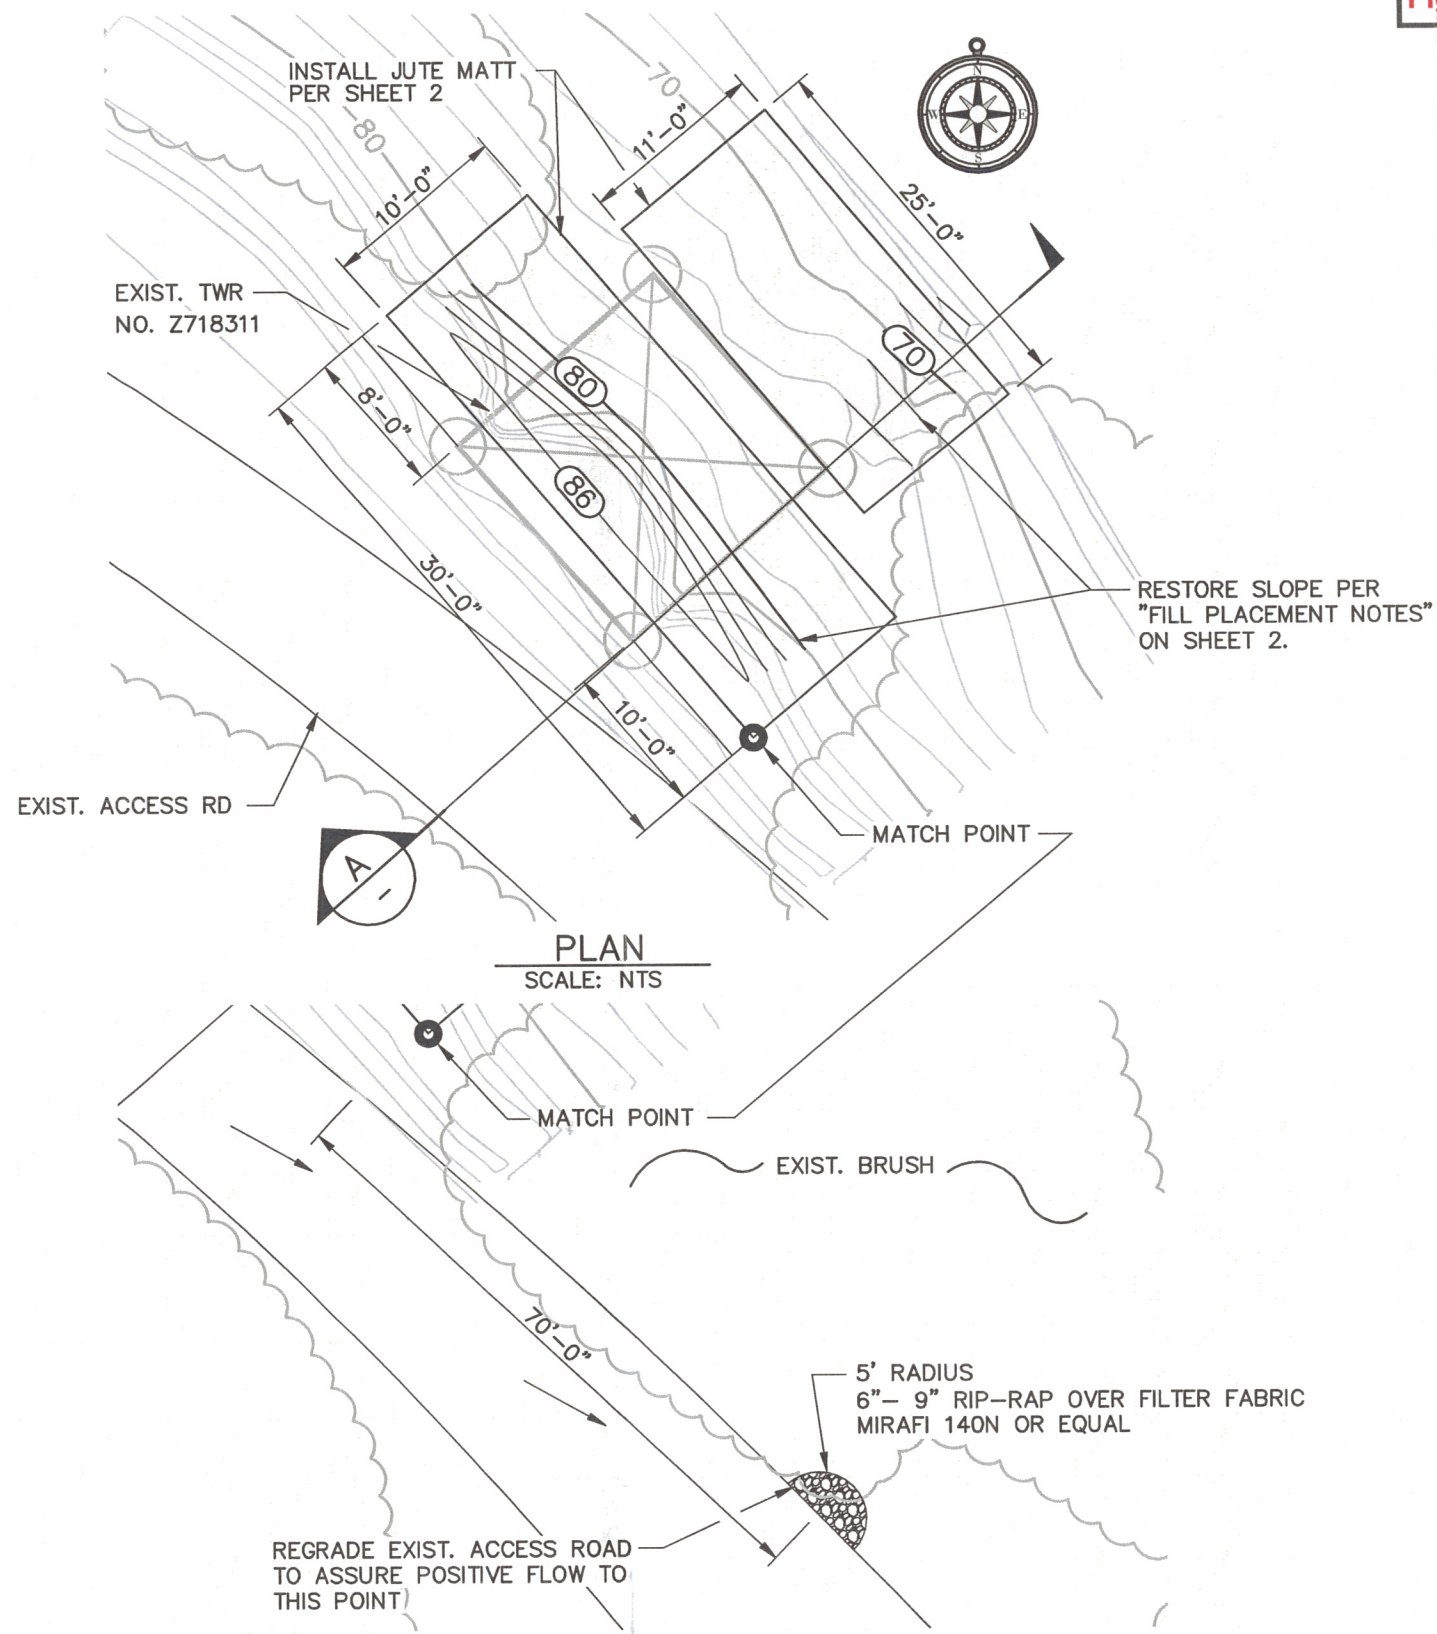 INSTALL JUTE MATT
PER SHEET 2
80
70
11'-0"
10'-0"
25'-0"
N
W
E
S
EXIST. TWR
NO. Z718311
80
70
8'-0"
86
30'-0"
RESTORE SLOPE PER
"FILL PLACEMENT NOTES"
ON SHEET 2.
10'-0"
EXIST. ACCESS RD
MATCH POINT
A
-
PLAN
SCALE: NTS
MATCH POINT
EXIST. BRUSH
70'-0"
5' RADIUS
6"- 9" RIP-RAP OVER FILTER FABRIC
MIRAFI 140N OR EQUAL
REGRADE EXIST. ACCESS ROAD
TO ASSURE POSITIVE FLOW TO
THIS POINT